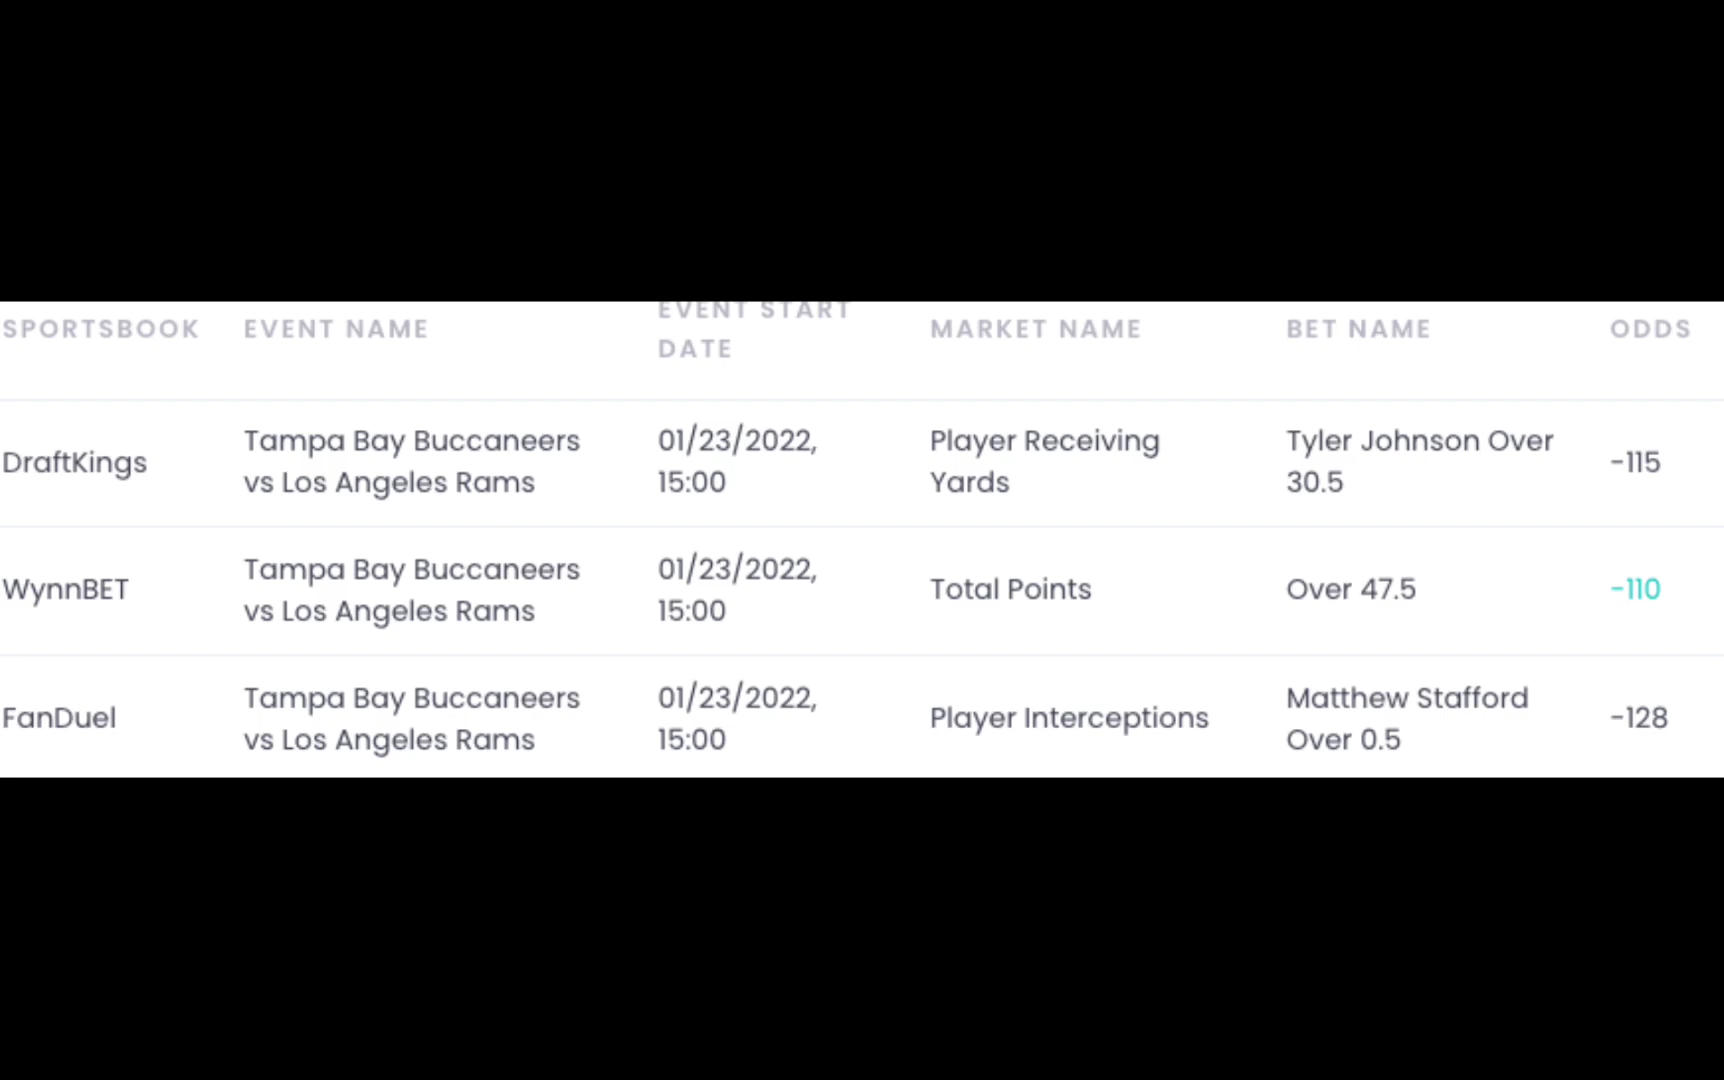 SPORTSBOOK EVENT NAME EVENT START DATE MARKET NAME BET NAME ODDS
DraftKings
Tampa Bay Buccaneers
vs Los Angeles Rams
01/23/2022,
15:00
Player Receiving
Yards
Tyler Johnson Over
30.5
-115
WynnBET
Tampa Bay Buccaneers
vs Los Angeles Rams
01/23/2022,
15:00
Total Points
Over 47.5
-110
FanDuel
Tampa Bay Buccaneers
vs Los Angeles Rams
01/23/2022,
15:00
Player Interceptions
Matthew Stafford
Over 0.5
-128